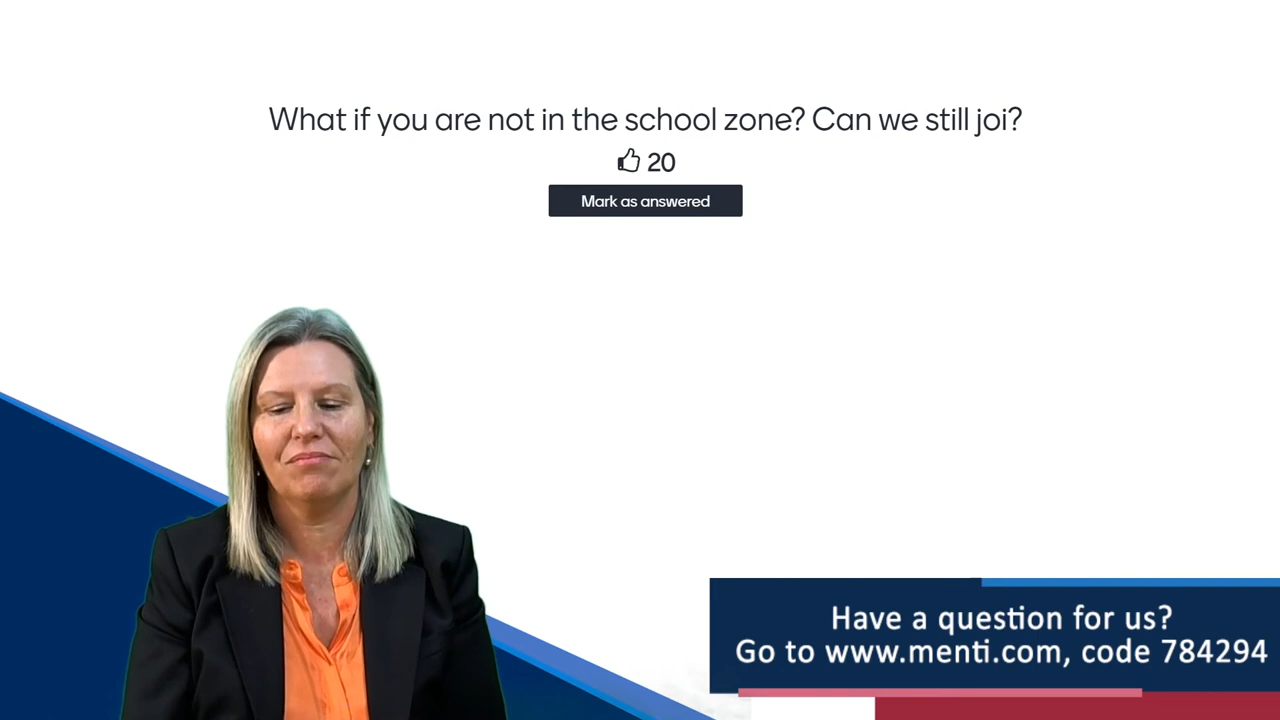 What if you are not in the school zone? Can we still joi?
20
Mark as answered
Have a question for us?
Go to www.menti.com, code 784294